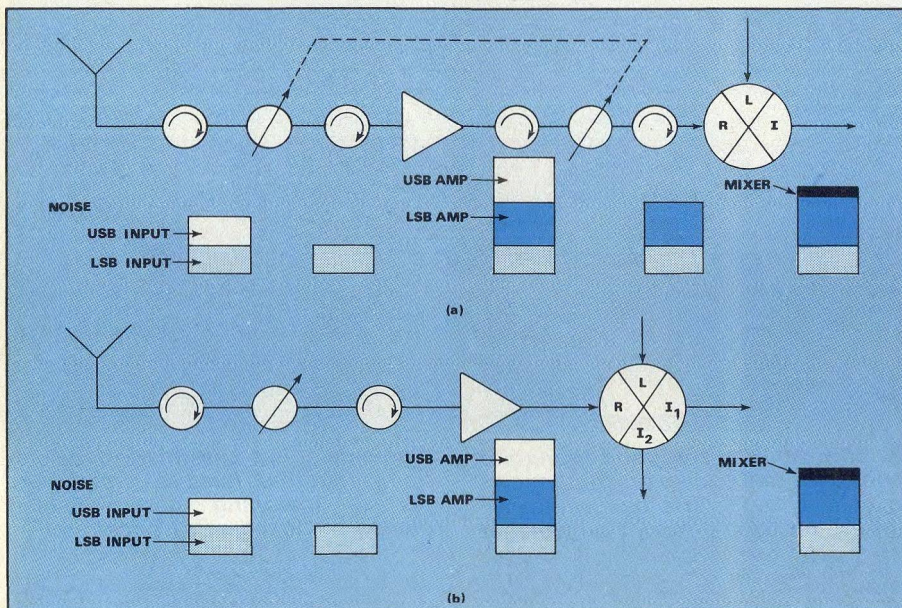 L
R I
USB AMP
LSB AMP
MIXER
NOISE
USB INPUT
LSB INPUT
(a)
L
R I₁
I₂
USB AMP
LSB AMP
MIXER
NOISE
USB INPUT
LSB INPUT
(b)